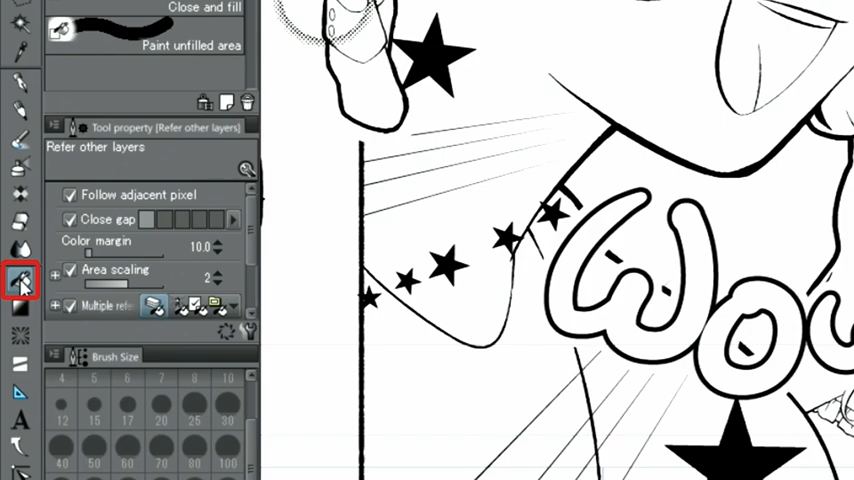 Close and fill
Paint unfilled area
Tool property [Refer other layers]
Refer other layers
Follow adjacent pixel
Close gap
Color margin 10.0
Area scaling 2
Multiple refe
Brush Size
4 5 6 7 8 10
12 15 17 20 25 30
40 50 60 70 80 100
A
Wow